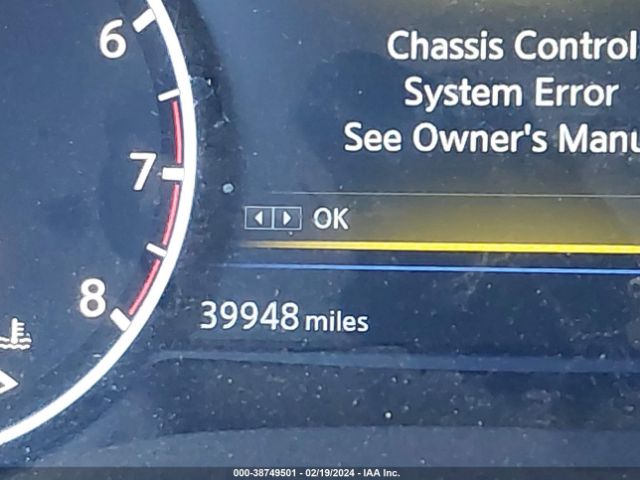 6
7
8
Chassis Control
System Error
See Owner's Manu
OK
39948 miles
000-38749501 - 02/19/2024 - IAA Inc.